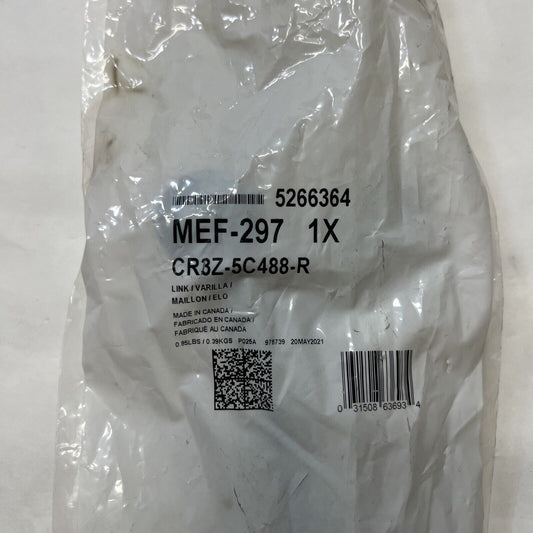 5266364
MEF-297 1X
CR3Z-5C488-R
LINK / VARILLA /
MAILLON / ELO
MADE IN CANADA /
FABRICADO EN CANADA /
FABRIQUÉ AU CANADA
0.85LBS / 0.39KGS P025A 978739 20MAY2021
0 31508 63693 4